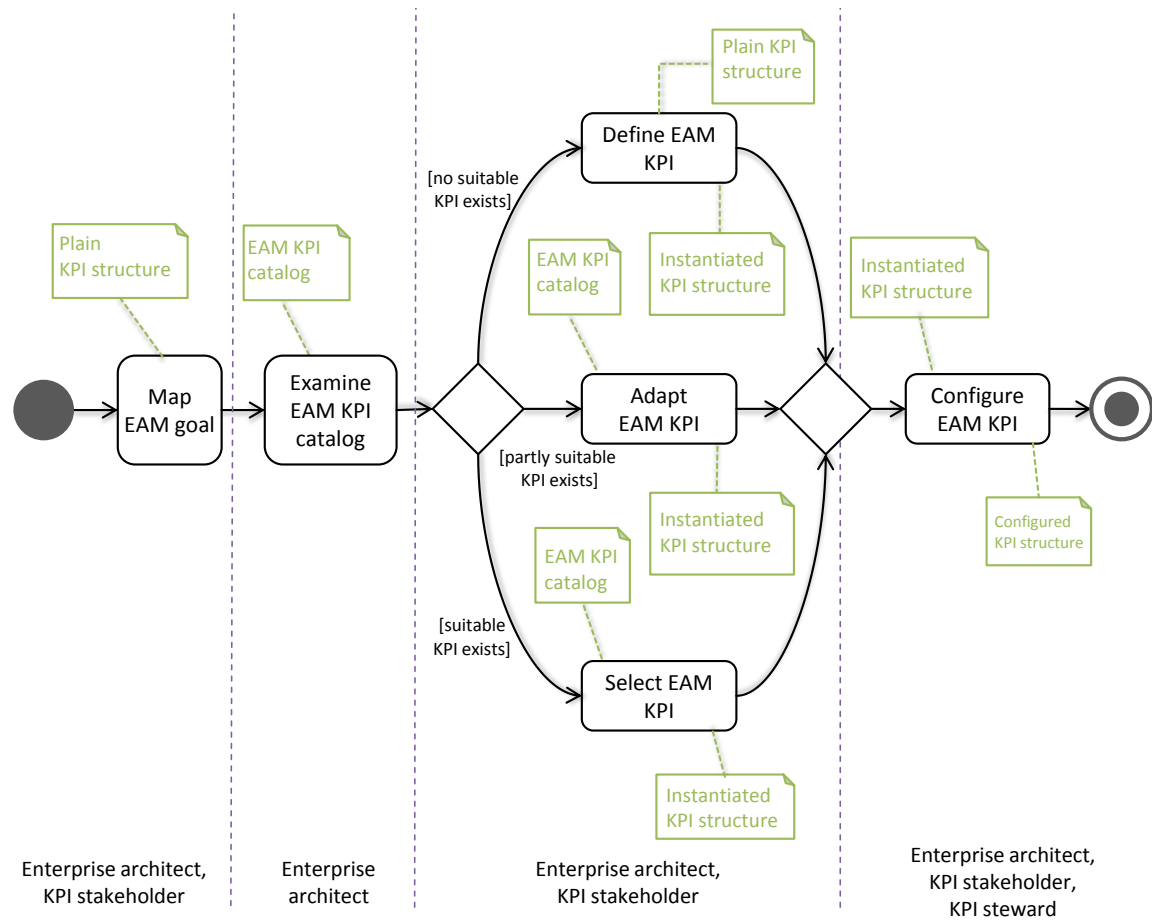 Plain KPI
structure
Define EAM
KPI
[no suitable
KPI exists]
Plain
KPI structure
EAM KPI
catalog
EAM KPI
catalog
Instantiated
KPI structure
Instantiated
KPI structure
Map
EAM goal
Examine
EAM KPI
catalog
Adapt
EAM KPI
Configure
EAM KPI
[partly suitable
KPI exists]
Instantiated
KPI structure
Configured
KPI structure
EAM KPI
catalog
[suitable
KPI exists]
Select EAM
KPI
Instantiated
KPI structure
Enterprise architect,
KPI stakeholder
Enterprise
architect
Enterprise architect,
KPI stakeholder
Enterprise architect,
KPI stakeholder,
KPI steward